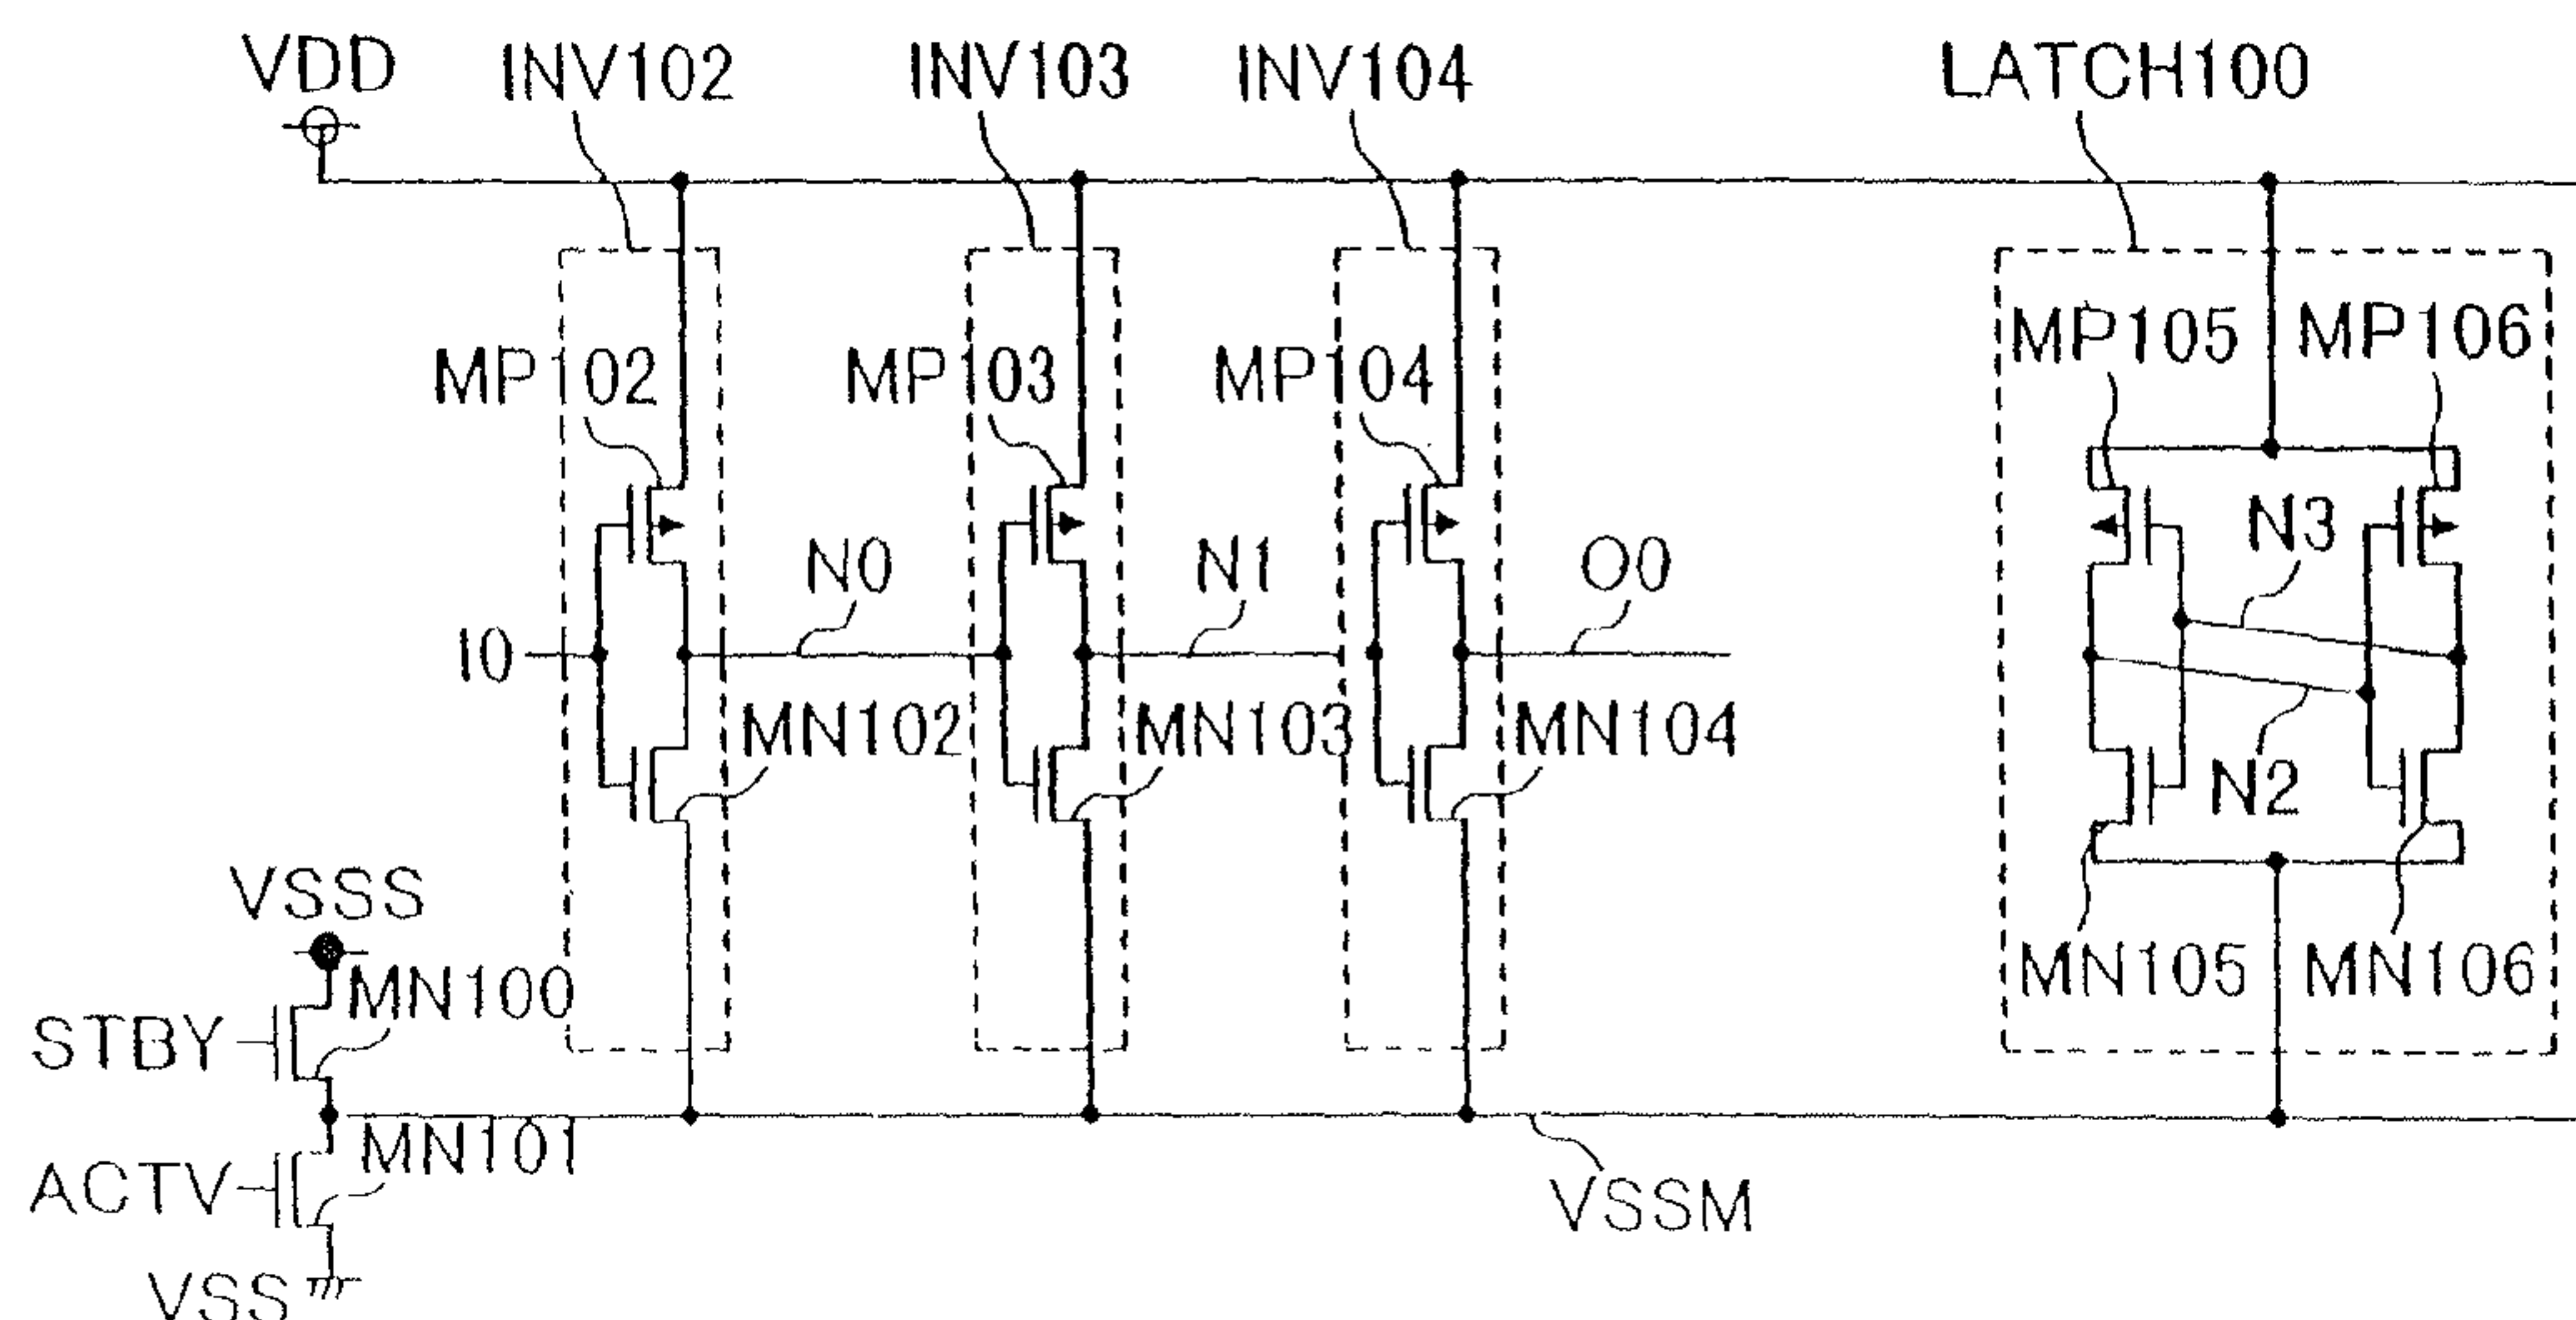 VDD
INV102
INV103
INV104
LATCH100
MP102
MP103
MP104
MP105
MP106
I0
N0
N1
O0
N3
N2
MN102
MN103
MN104
MN105
MN106
VSSS
MN100
STBY
MN101
ACTV
VSS
VSSM